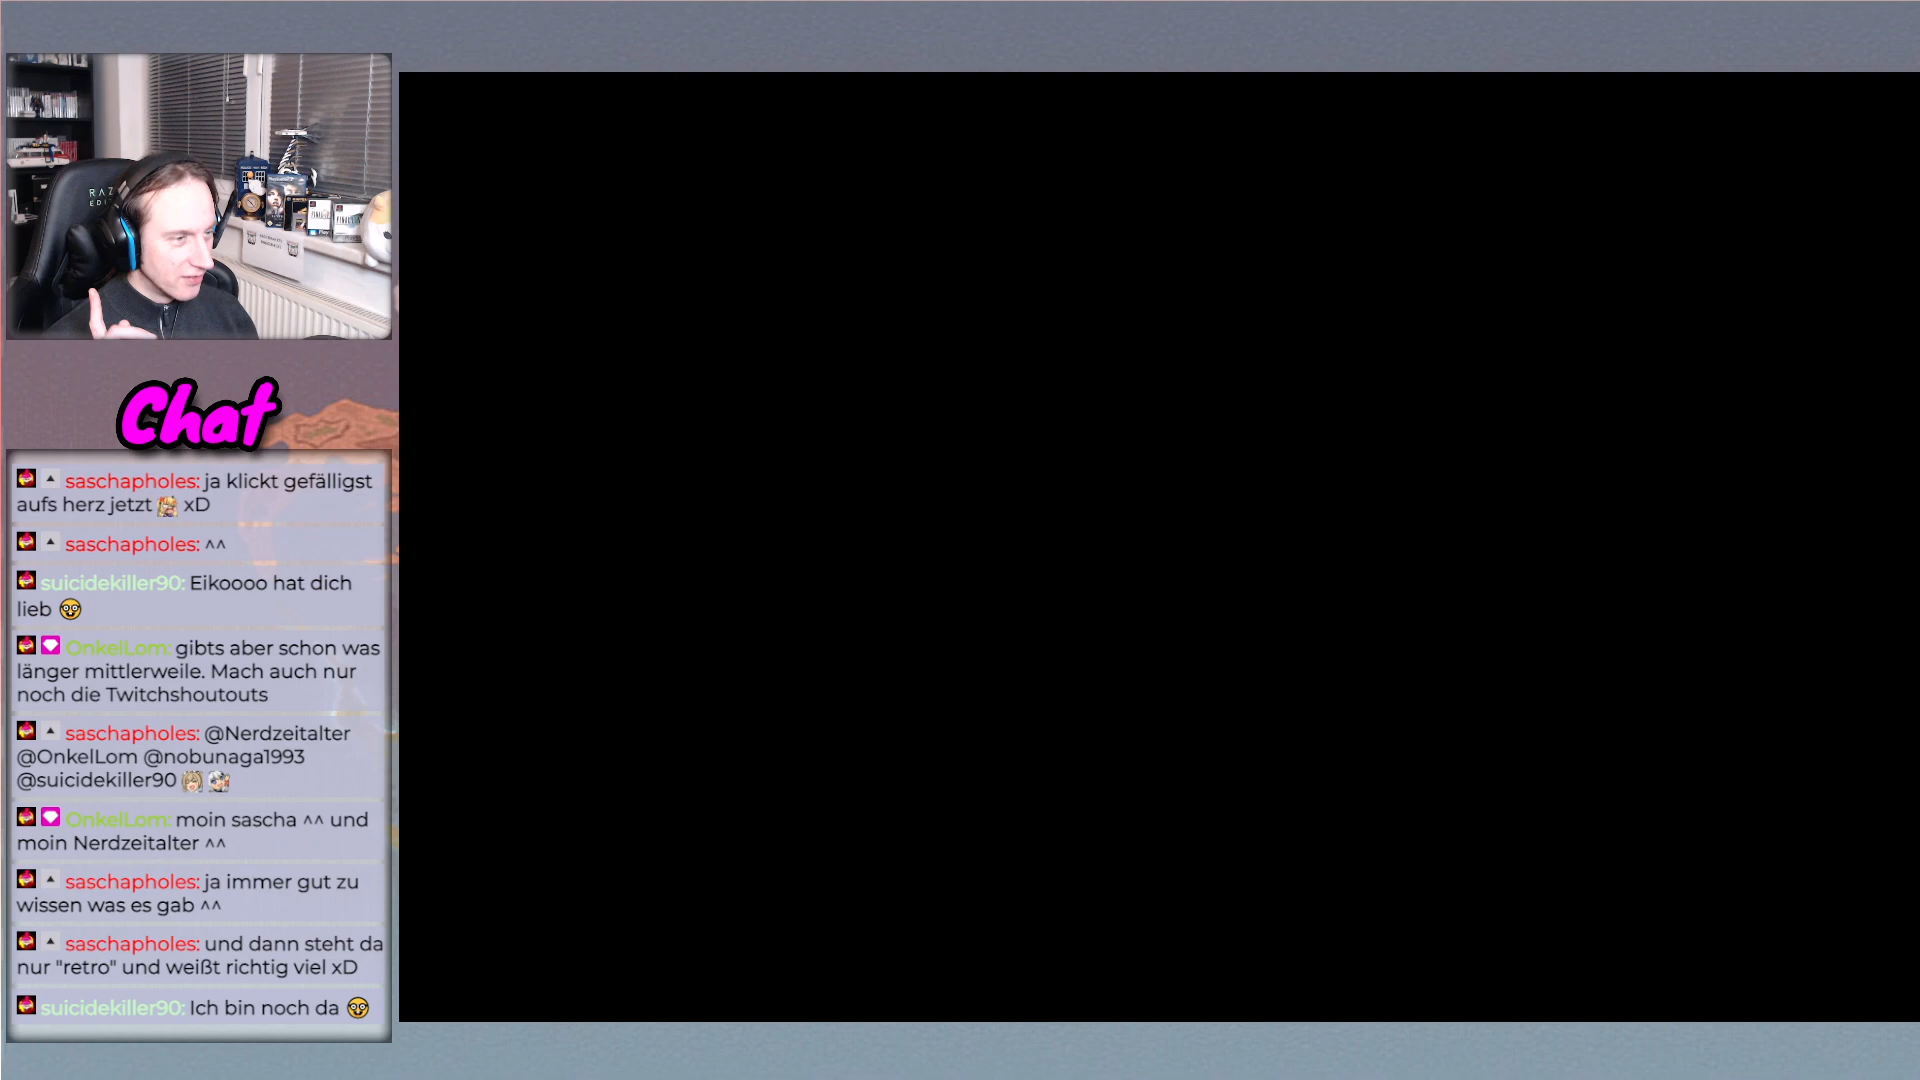 RAZ
EDI
Chat
saschapholes: ja klickt gefälligst
aufs herz jetzt xD
saschapholes: ^^
suicidekiller90: Eikoooo hat dich
lieb
OnkelLom: gibts aber schon was
länger mittlerweile. Mach auch nur
noch die Twitchshoutouts
saschapholes: @Nerdzeitalter
@OnkelLom @nobunaga1993
@suicidekiller90
OnkelLom: moin sascha ^^ und
moin Nerdzeitalter ^^
saschapholes: ja immer gut zu
wissen was es gab ^^
saschapholes: und dann steht da
nur "retro" und weißt richtig viel xD
suicidekiller90: Ich bin noch da